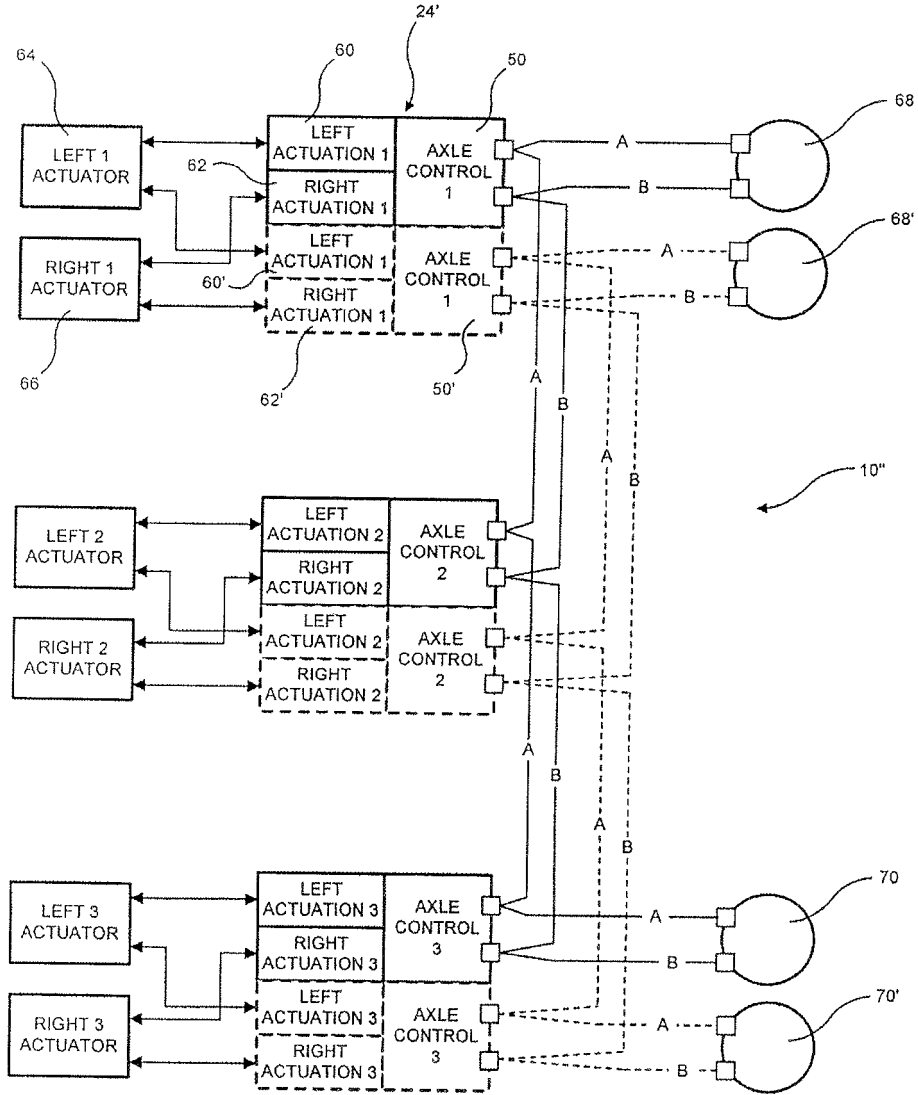 24'
64
60
50
68
LEFT 1
ACTUATOR
LEFT
ACTUATION 1
AXLE
CONTROL
1
A
62
RIGHT
ACTUATION 1
B
68'
RIGHT 1
ACTUATOR
LEFT
ACTUATION 1
60'
AXLE
CONTROL
1
A
RIGHT
ACTUATION 1
B
66
62'
50'
A
B
A
B
10"
LEFT 2
ACTUATOR
LEFT
ACTUATION 2
AXLE
CONTROL
2
RIGHT
ACTUATION 2
RIGHT 2
ACTUATOR
LEFT
ACTUATION 2
AXLE
CONTROL
2
RIGHT
ACTUATION 2
A
B
A
B
70
LEFT 3
ACTUATOR
LEFT
ACTUATION 3
AXLE
CONTROL
3
A
RIGHT
ACTUATION 3
B
70'
RIGHT 3
ACTUATOR
LEFT
ACTUATION 3
AXLE
CONTROL
3
A
RIGHT
ACTUATION 3
B